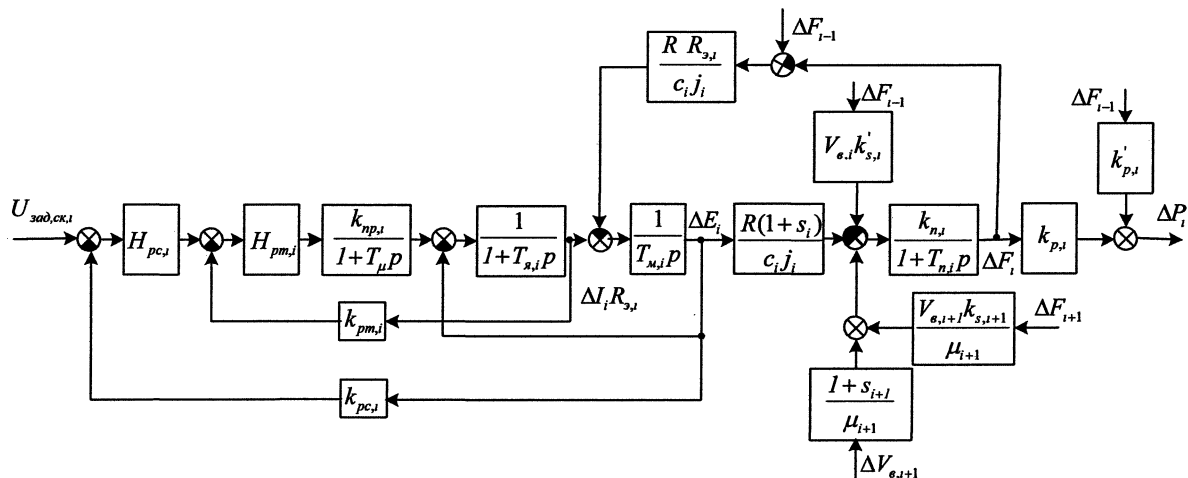 ΔF_{i-1}
R R_{э,i}
c_i j_i
ΔF_{i-1}
ΔF_{i-1}
V_{в,i} k'_{s,i}
k'_{p,i}
U_{зад,ск,i}
H_{рс,i}
H_{рт,i}
k_{пр,i}
1+T_μ p
1
1+T_{я,i} p
1
T_{м,i} p
ΔE_i
R(1+s_i)
c_i j_i
k_{п,i}
1+T_{п,i} p
ΔF_i
k_{p,i}
ΔP_i
ΔI_i R_{э,i}
k_{рт,i}
V_{в,i+1} k_{s,i+1}
μ_{i+1}
ΔF_{i+1}
k_{рс,i}
1+s_{i+1}
μ_{i+1}
ΔV_{в,i+1}